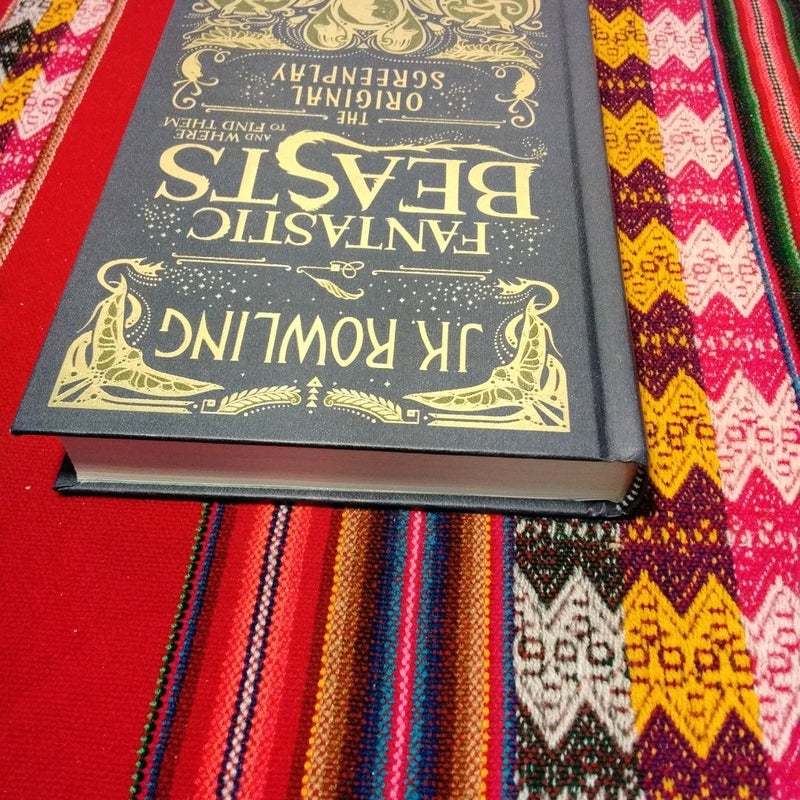 JK ROWLING
FANTASTIC
BEASTS
AND WHERE
TO FIND THEM
THE
ORIGINAL
SCREENPLAY